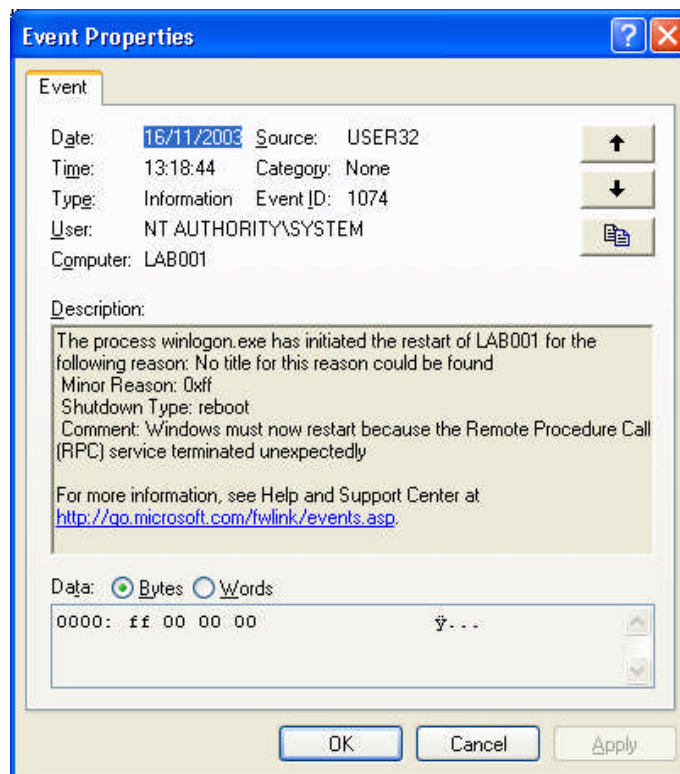 Event Properties
Event
Date: 16/11/2003 Source: USER32
Time: 13:18:44 Category: None
Type: Information Event ID: 1074
User: NT AUTHORITY\SYSTEM
Computer: LAB001
Description:
The process winlogon.exe has initiated the restart of LAB001 for the
following reason: No title for this reason could be found
Minor Reason: 0xff
Shutdown Type: reboot
Comment: Windows must now restart because the Remote Procedure Call
(RPC) service terminated unexpectedly
For more information, see Help and Support Center at
http://go.microsoft.com/fwlink/events.asp.
Data: Bytes Words
0000: ff 00 00 00 ÿ...
OK Cancel Apply